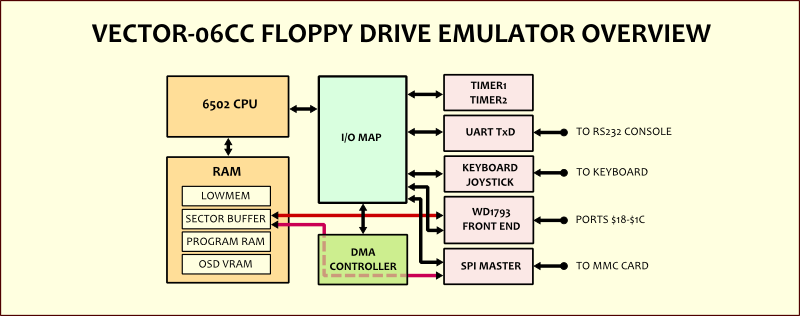 VECTOR-06CC FLOPPY DRIVE EMULATOR OVERVIEW
6502 CPU
RAM
LOWMEM
SECTOR BUFFER
PROGRAM RAM
OSD VRAM
I/O MAP
DMA
CONTROLLER
TIMER1
TIMER2
UART TxD
KEYBOARD
JOYSTICK
WD1793
FRONT END
SPI MASTER
TO RS232 CONSOLE
TO KEYBOARD
PORTS $18-$1C
TO MMC CARD